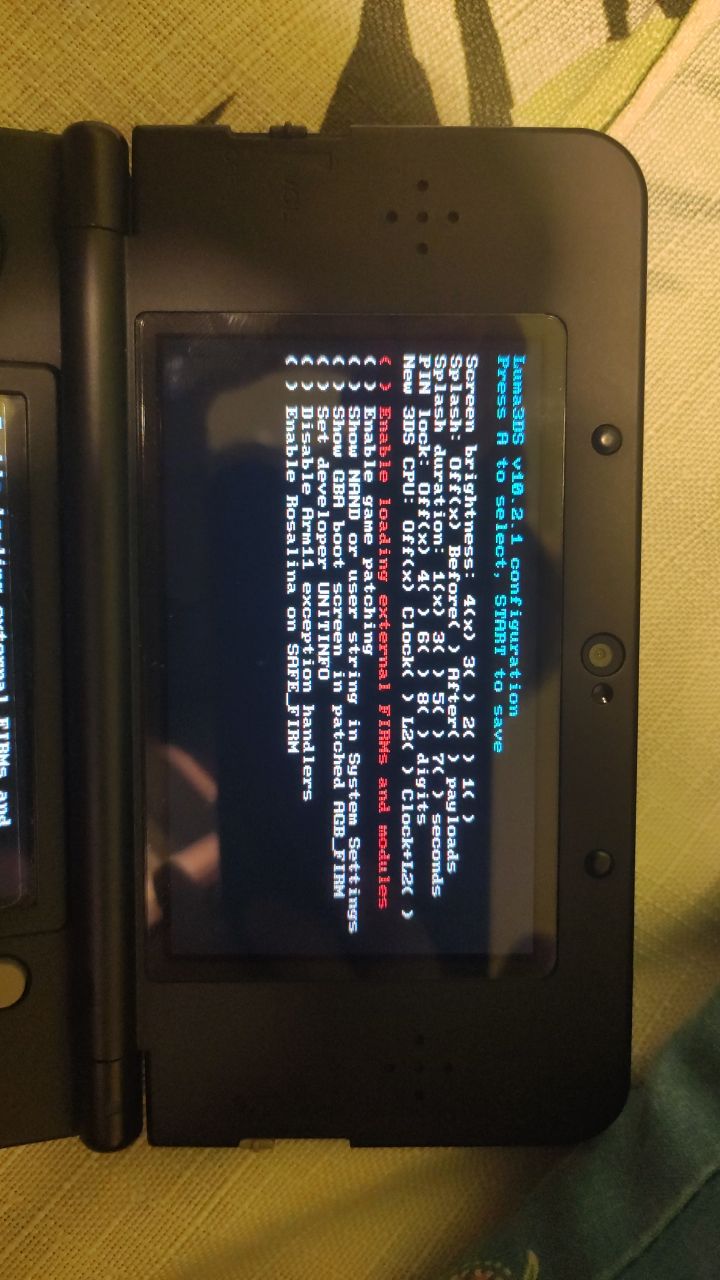 Luma3DS v10.2.1 configuration
Press A to select, START to save
Screen brightness: 4(x) 3( ) 2( ) 1( )
Splash: Off(x) Before( ) After( ) payloads
Splash duration: 1(x) 3( ) 5( ) 7( ) seconds
PIN lock: Off(x) 4( ) 6( ) 8( ) digits
New 3DS CPU: Off(x) Clock( ) L2( ) Clock+L2( )
( ) Enable loading external FIRMs and modules
( ) Enable game patching
( ) Show NAND or user string in System Settings
( ) Show GBA boot screen in patched AGB_FIRM
( ) Set developer UNITINFO
( ) Disable Arm11 exception handlers
( ) Enable Rosalina on SAFE_FIRM
loading external FIRMs and